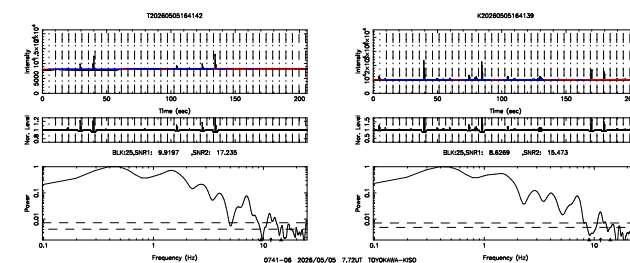 T20260505164142
K20260505164139
Intensity
Time (sec)
Time (sec)
Nor. Level
BLK:25,SNR1: 9.9197 ,SNR2: 17.235
BLK:25,SNR1: 8.6269 ,SNR2: 15.473
Power
Power
Frequency (Hz)
Frequency (Hz)
0741-06 2026/05/05 7.72UT TOYOKAWA-KISO